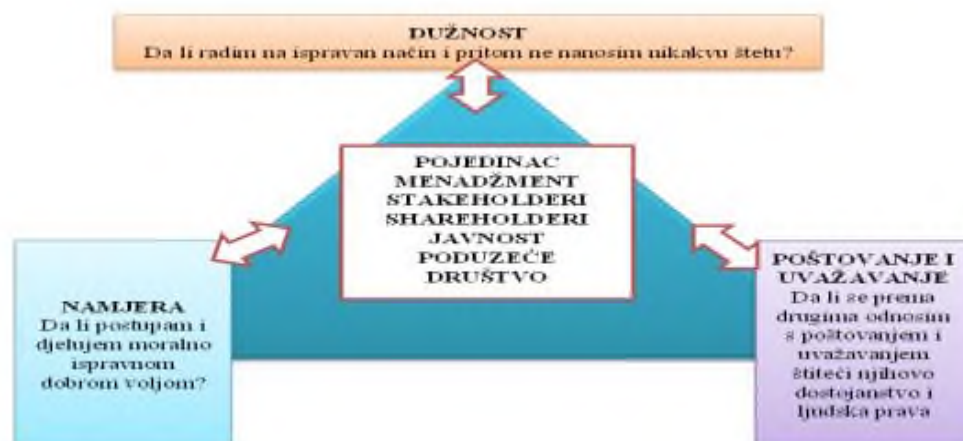 DUŽNOST
Da li radim na ispravan način i pritom ne nanosim nikakvu štetu?
POJEDINAC
MENADŽMENT
STAKEHOLDERI
SHAREHOLDERI
JAVNOST
PODUZEĆE
DRUŠTVO
NAMJERA
Da li postupam i
djelujem moralno
ispravnom
dobrom voljom?
POŠTOVANJE I
UVAŽAVANJE
Da li se prema
drugima odnosim
s poštovanjem i
uvažavanjem
štiteći njihovo
dostojanstvo i
ljudska prava